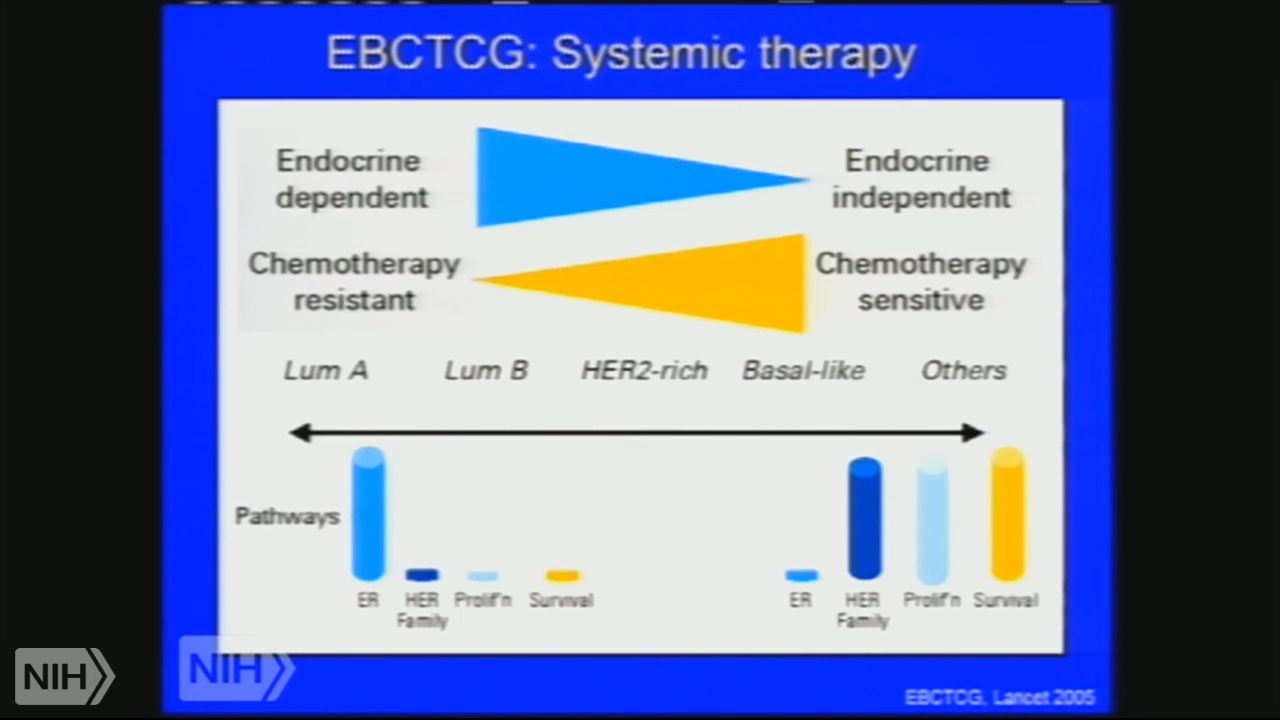 EBCTCG: Systemic therapy
Endocrine
dependent
Endocrine
independent
Chemotherapy
resistant
Chemotherapy
sensitive
Lum A
Lum B
HER2-rich
Basal-like
Others
Pathways
ER
HER
Family
Prolif'n
Survival
ER
HER
Family
Prolif'n
Survival
NIH
NIH
EBCTCG, Lancet 2005